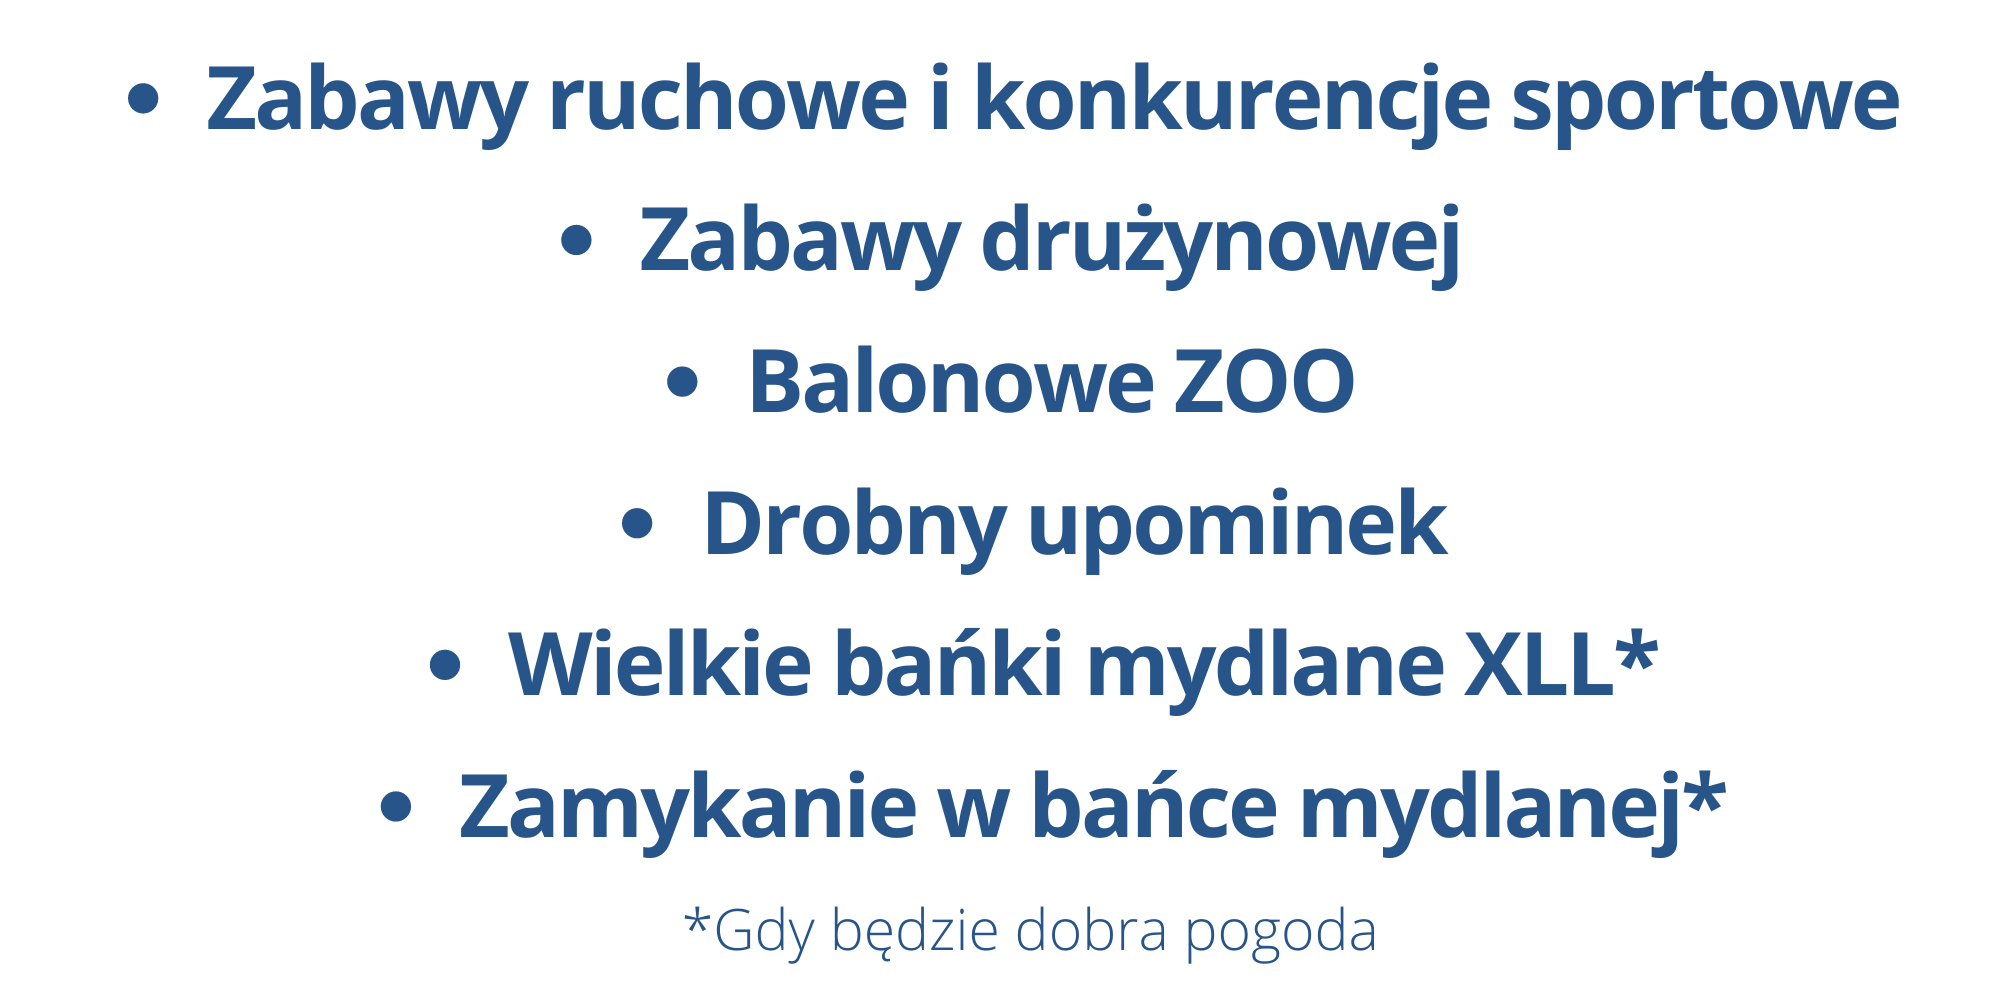 • Zabawy ruchowe i konkurencje sportowe
• Zabawy drużynowej
• Balonowe ZOO
• Drobny upominek
• Wielkie bańki mydlane XLL*
• Zamykanie w bańce mydlanej*
*Gdy będzie dobra pogoda